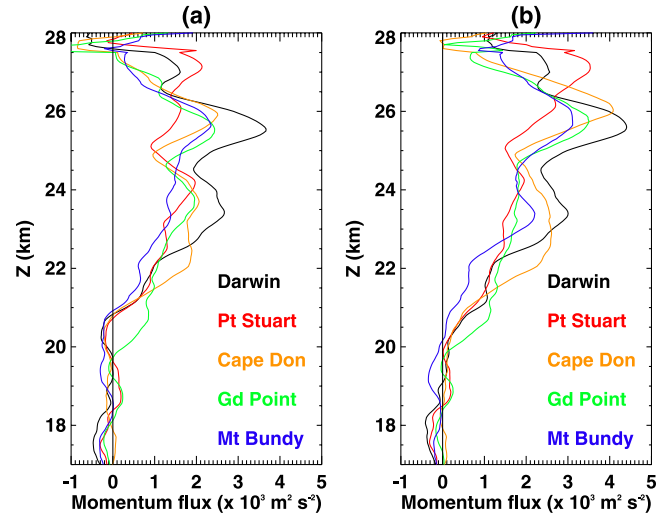 (a)
28
26
24
22
20
18
Z (km)
Darwin
Pt Stuart
Cape Don
Gd Point
Mt Bundy
-1 0 1 2 3 4 5
Momentum flux (x 10³ m² s⁻²)
(b)
28
26
24
22
20
18
Z (km)
Darwin
Pt Stuart
Cape Don
Gd Point
Mt Bundy
-1 0 1 2 3 4 5
Momentum flux (x 10³ m² s⁻²)